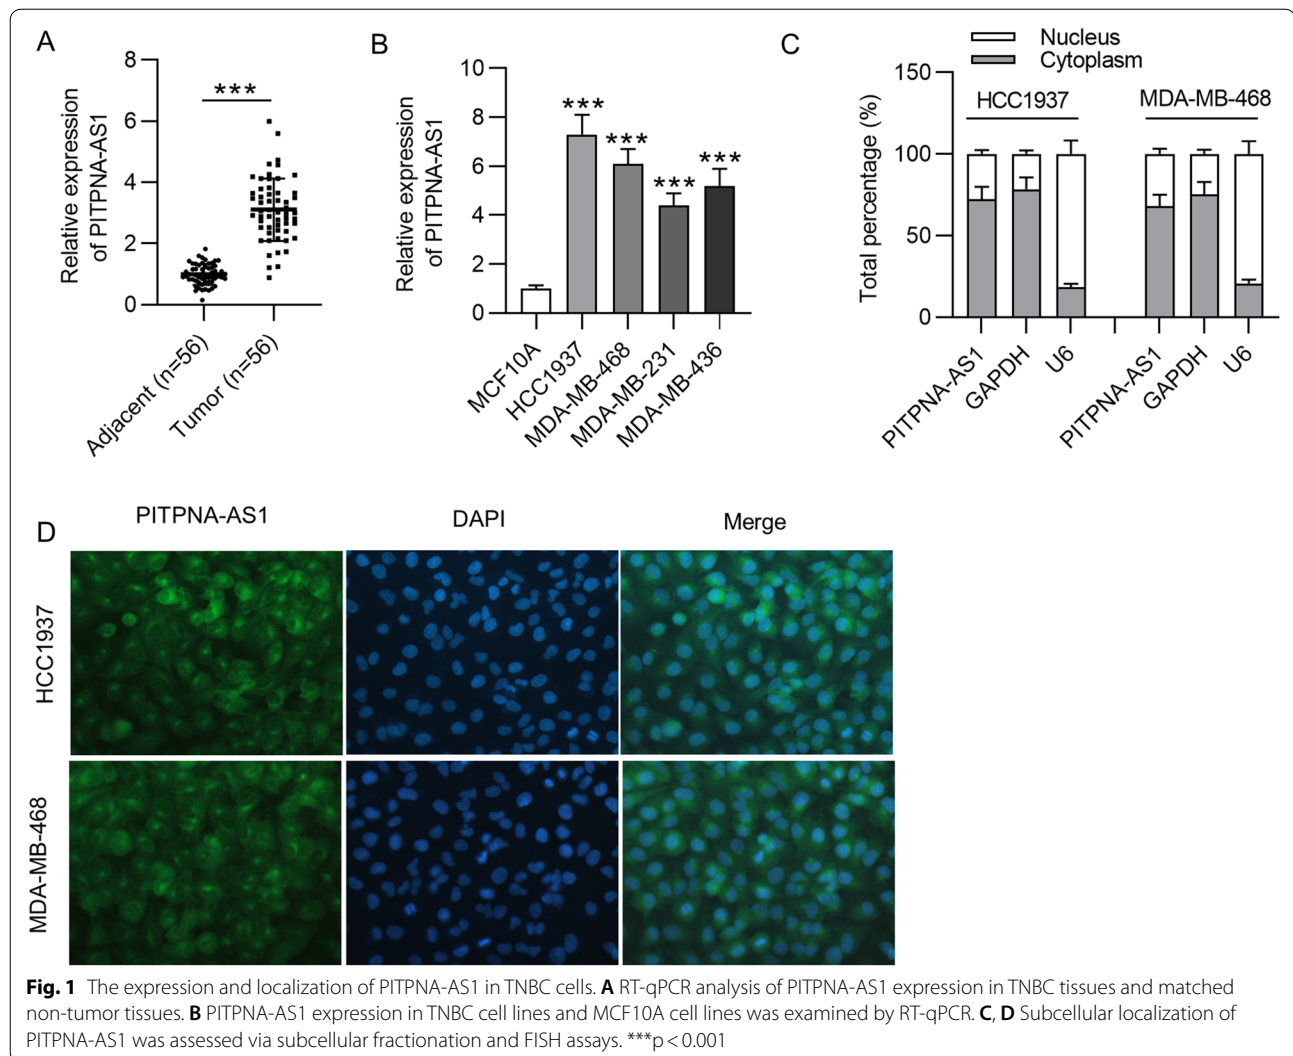 A
Relative expression
of PITPNA-AS1
8
6
4
2
0
***
Adjacent (n=56)
Tumor (n=56)
B
Relative expression
of PITPNA-AS1
10
8
6
4
2
0
***
***
***
***
MCF10A
HCC1937
MDA-MB-468
MDA-MB-231
MDA-MB-436
C
Nucleus
Cytoplasm
Total percentage (%)
150
100
50
0
HCC1937
MDA-MB-468
PITPNA-AS1
GAPDH
U6
PITPNA-AS1
GAPDH
U6
D
PITPNA-AS1
DAPI
Merge
HCC1937
MDA-MB-468
Fig. 1 The expression and localization of PITPNA-AS1 in TNBC cells. A RT-qPCR analysis of PITPNA-AS1 expression in TNBC tissues and matched
non-tumor tissues. B PITPNA-AS1 expression in TNBC cell lines and MCF10A cell lines was examined by RT-qPCR. C, D Subcellular localization of
PITPNA-AS1 was assessed via subcellular fractionation and FISH assays. ***p < 0.001